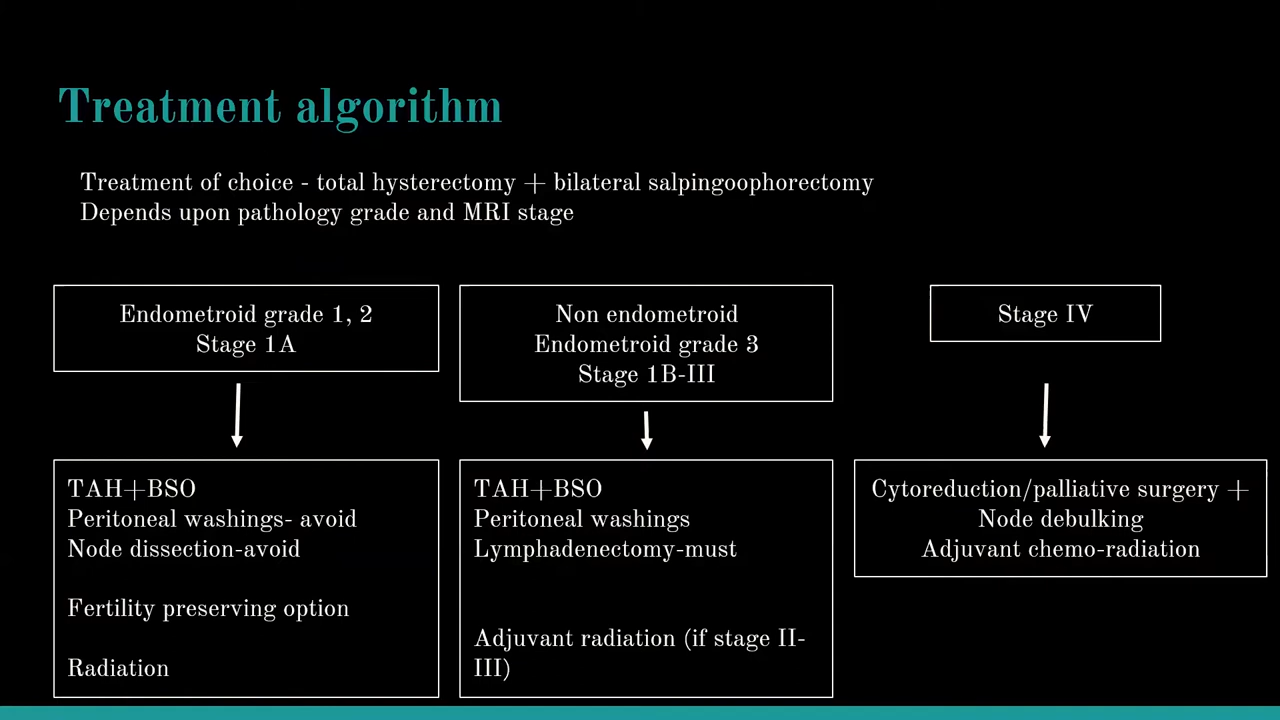 Treatment algorithm
Treatment of choice - total hysterectomy + bilateral salpingoophorectomy
Depends upon pathology grade and MRI stage
Endometroid grade 1, 2
Stage 1A
Non endometroid
Endometroid grade 3
Stage 1B-III
Stage IV
TAH+BSO
Peritoneal washings- avoid
Node dissection-avoid
Fertility preserving option
Radiation
TAH+BSO
Peritoneal washings
Lymphadenectomy-must
Adjuvant radiation (if stage II-
III)
Cytoreduction/palliative surgery +
Node debulking
Adjuvant chemo-radiation